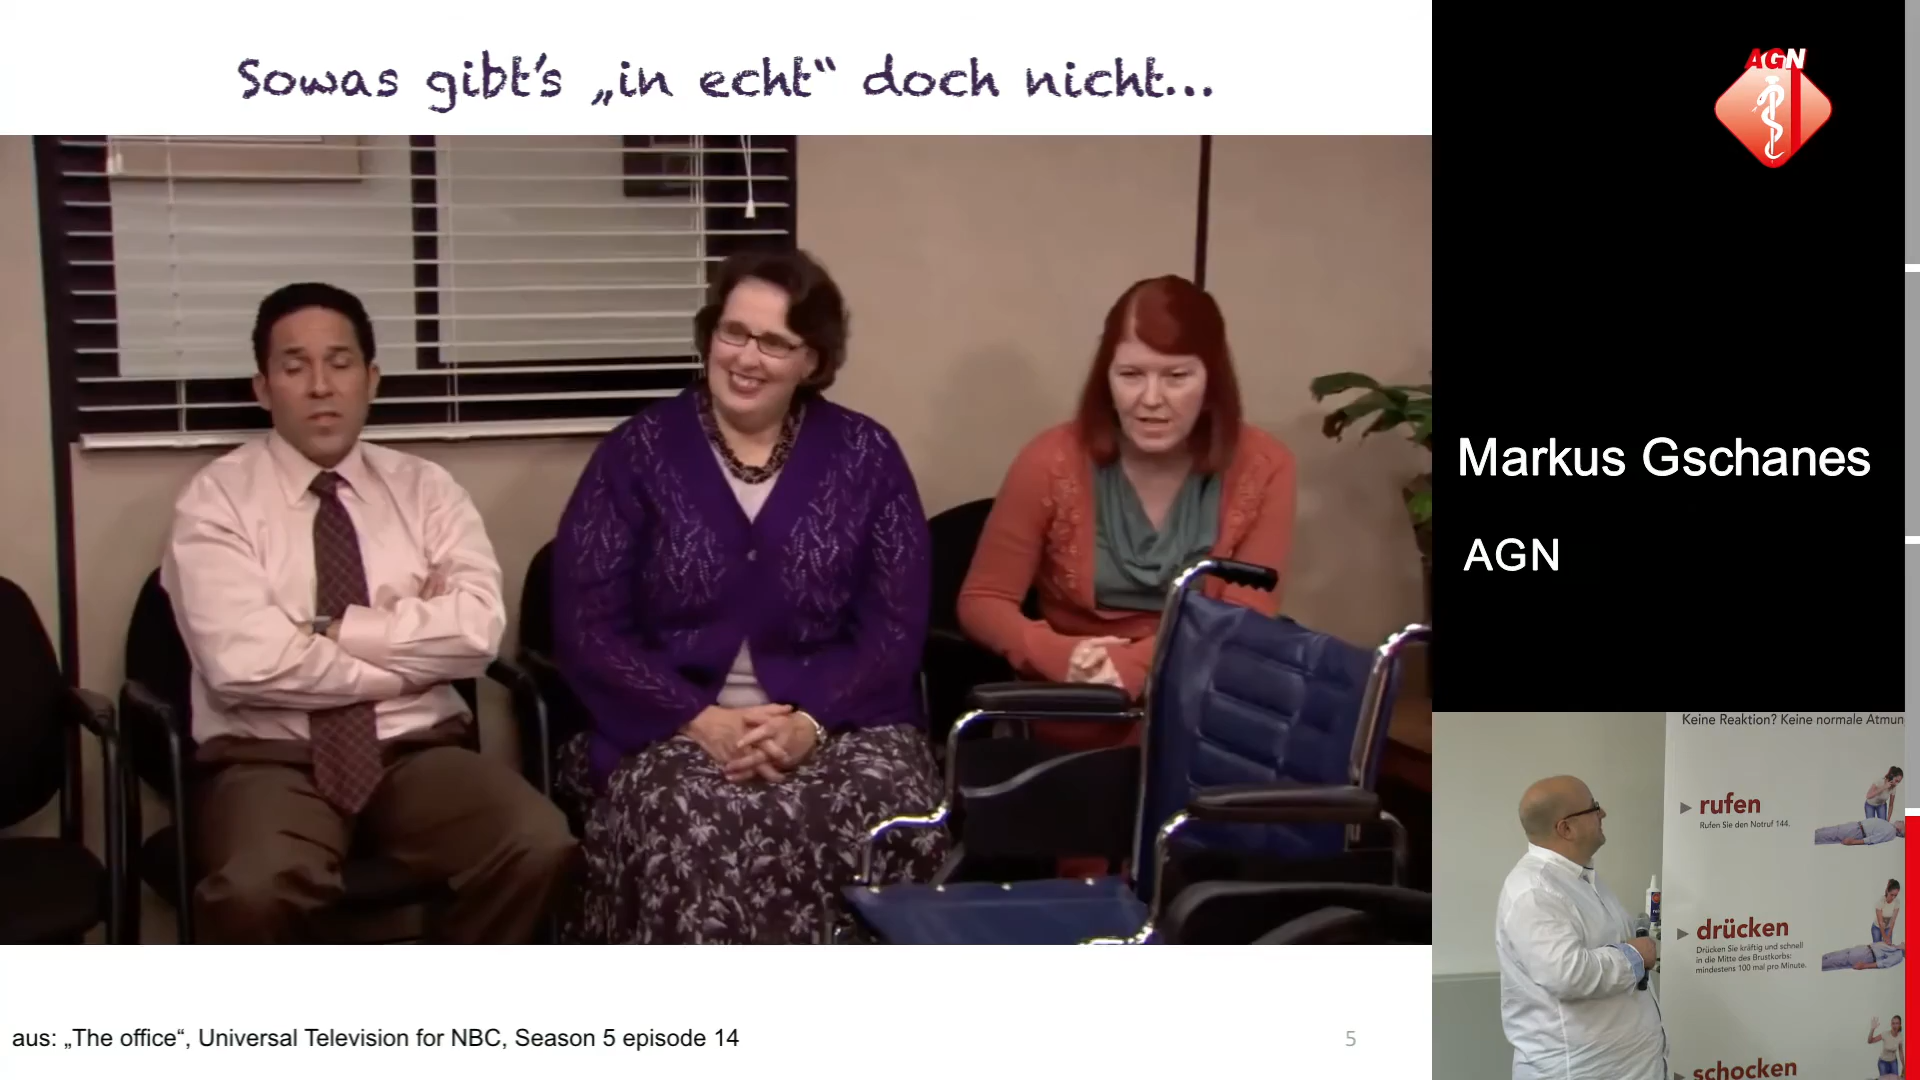 Sowas gibt's „in echt“ doch nicht...
aus: „The office“, Universal Television for NBC, Season 5 episode 14
5
AGN
Markus Gschanes
AGN
Keine Reaktion? Keine normale Atmun
rufen
Rufen Sie den Notruf 144.
drücken
Drücken Sie kräftig und schnell
in die Mitte des Brustkorbs:
mindestens 100 mal pro Minute.
schocken